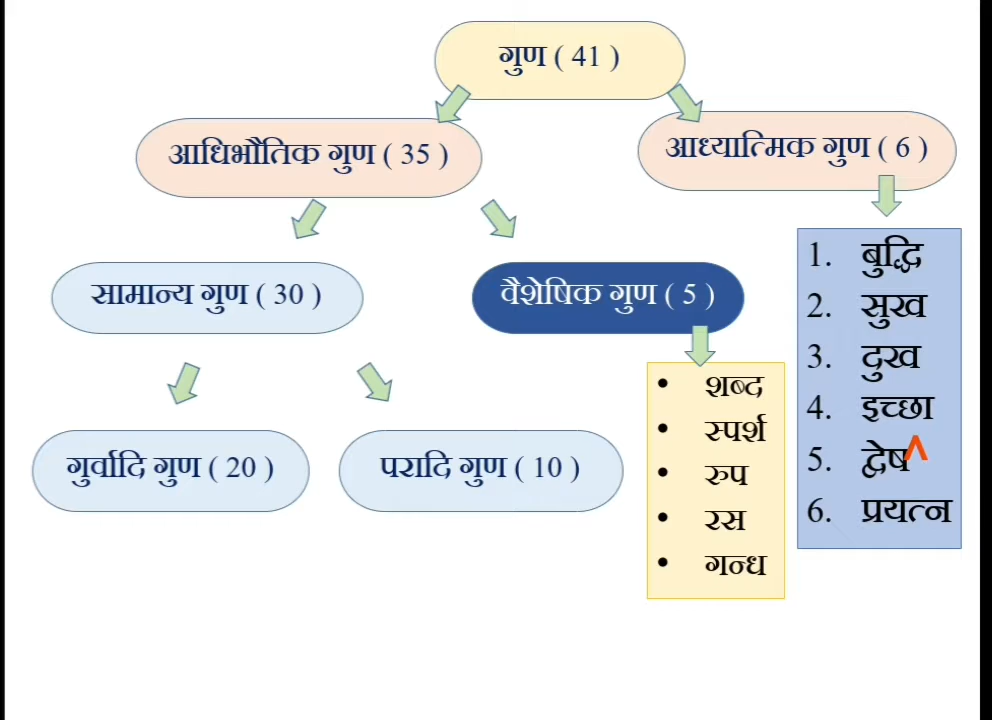 गुण ( 41 )
आधिभौतिक गुण ( 35 )
आध्यात्मिक गुण ( 6 )
सामान्य गुण ( 30 )
वैशेषिक गुण ( 5 )
गुर्वादि गुण ( 20 )
परादि गुण ( 10 )
• शब्द
• स्पर्श
• रुप
• रस
• गन्ध
1. बुद्धि
2. सुख
3. दुख
4. इच्छा
5. द्वेष
6. प्रयत्न